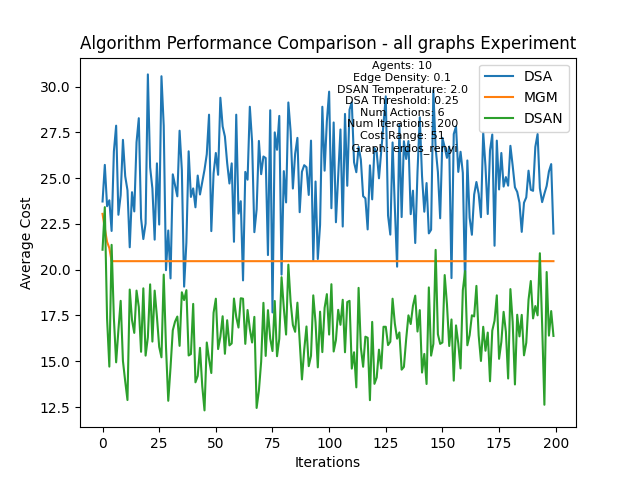 Algorithm Performance Comparison - all graphs Experiment
Agents: 10
Edge Density: 0.1
DSAN Temperature: 2.0
DSA Threshold: 0.25
Num Actions: 6
Num Iterations: 200
Cost Range: 51
Graph: erdos_renyi
DSA
MGM
DSAN
Average Cost
30.0
27.5
25.0
22.5
20.0
17.5
15.0
12.5
0 25 50 75 100 125 150 175 200
Iterations